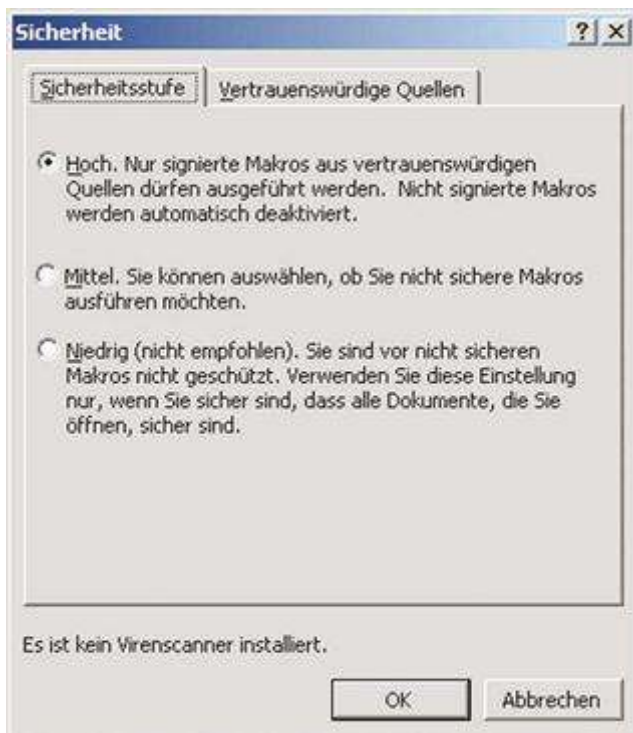 Sicherheit
Sicherheitsstufe Vertrauenswürdige Quellen
Hoch. Nur signierte Makros aus vertrauenswürdigen
Quellen dürfen ausgeführt werden. Nicht signierte Makros
werden automatisch deaktiviert.
Mittel. Sie können auswählen, ob Sie nicht sichere Makros
ausführen möchten.
Niedrig (nicht empfohlen). Sie sind vor nicht sicheren
Makros nicht geschützt. Verwenden Sie diese Einstellung
nur, wenn Sie sicher sind, dass alle Dokumente, die Sie
öffnen, sicher sind.
Es ist kein Virenscanner installiert.
OK Abbrechen